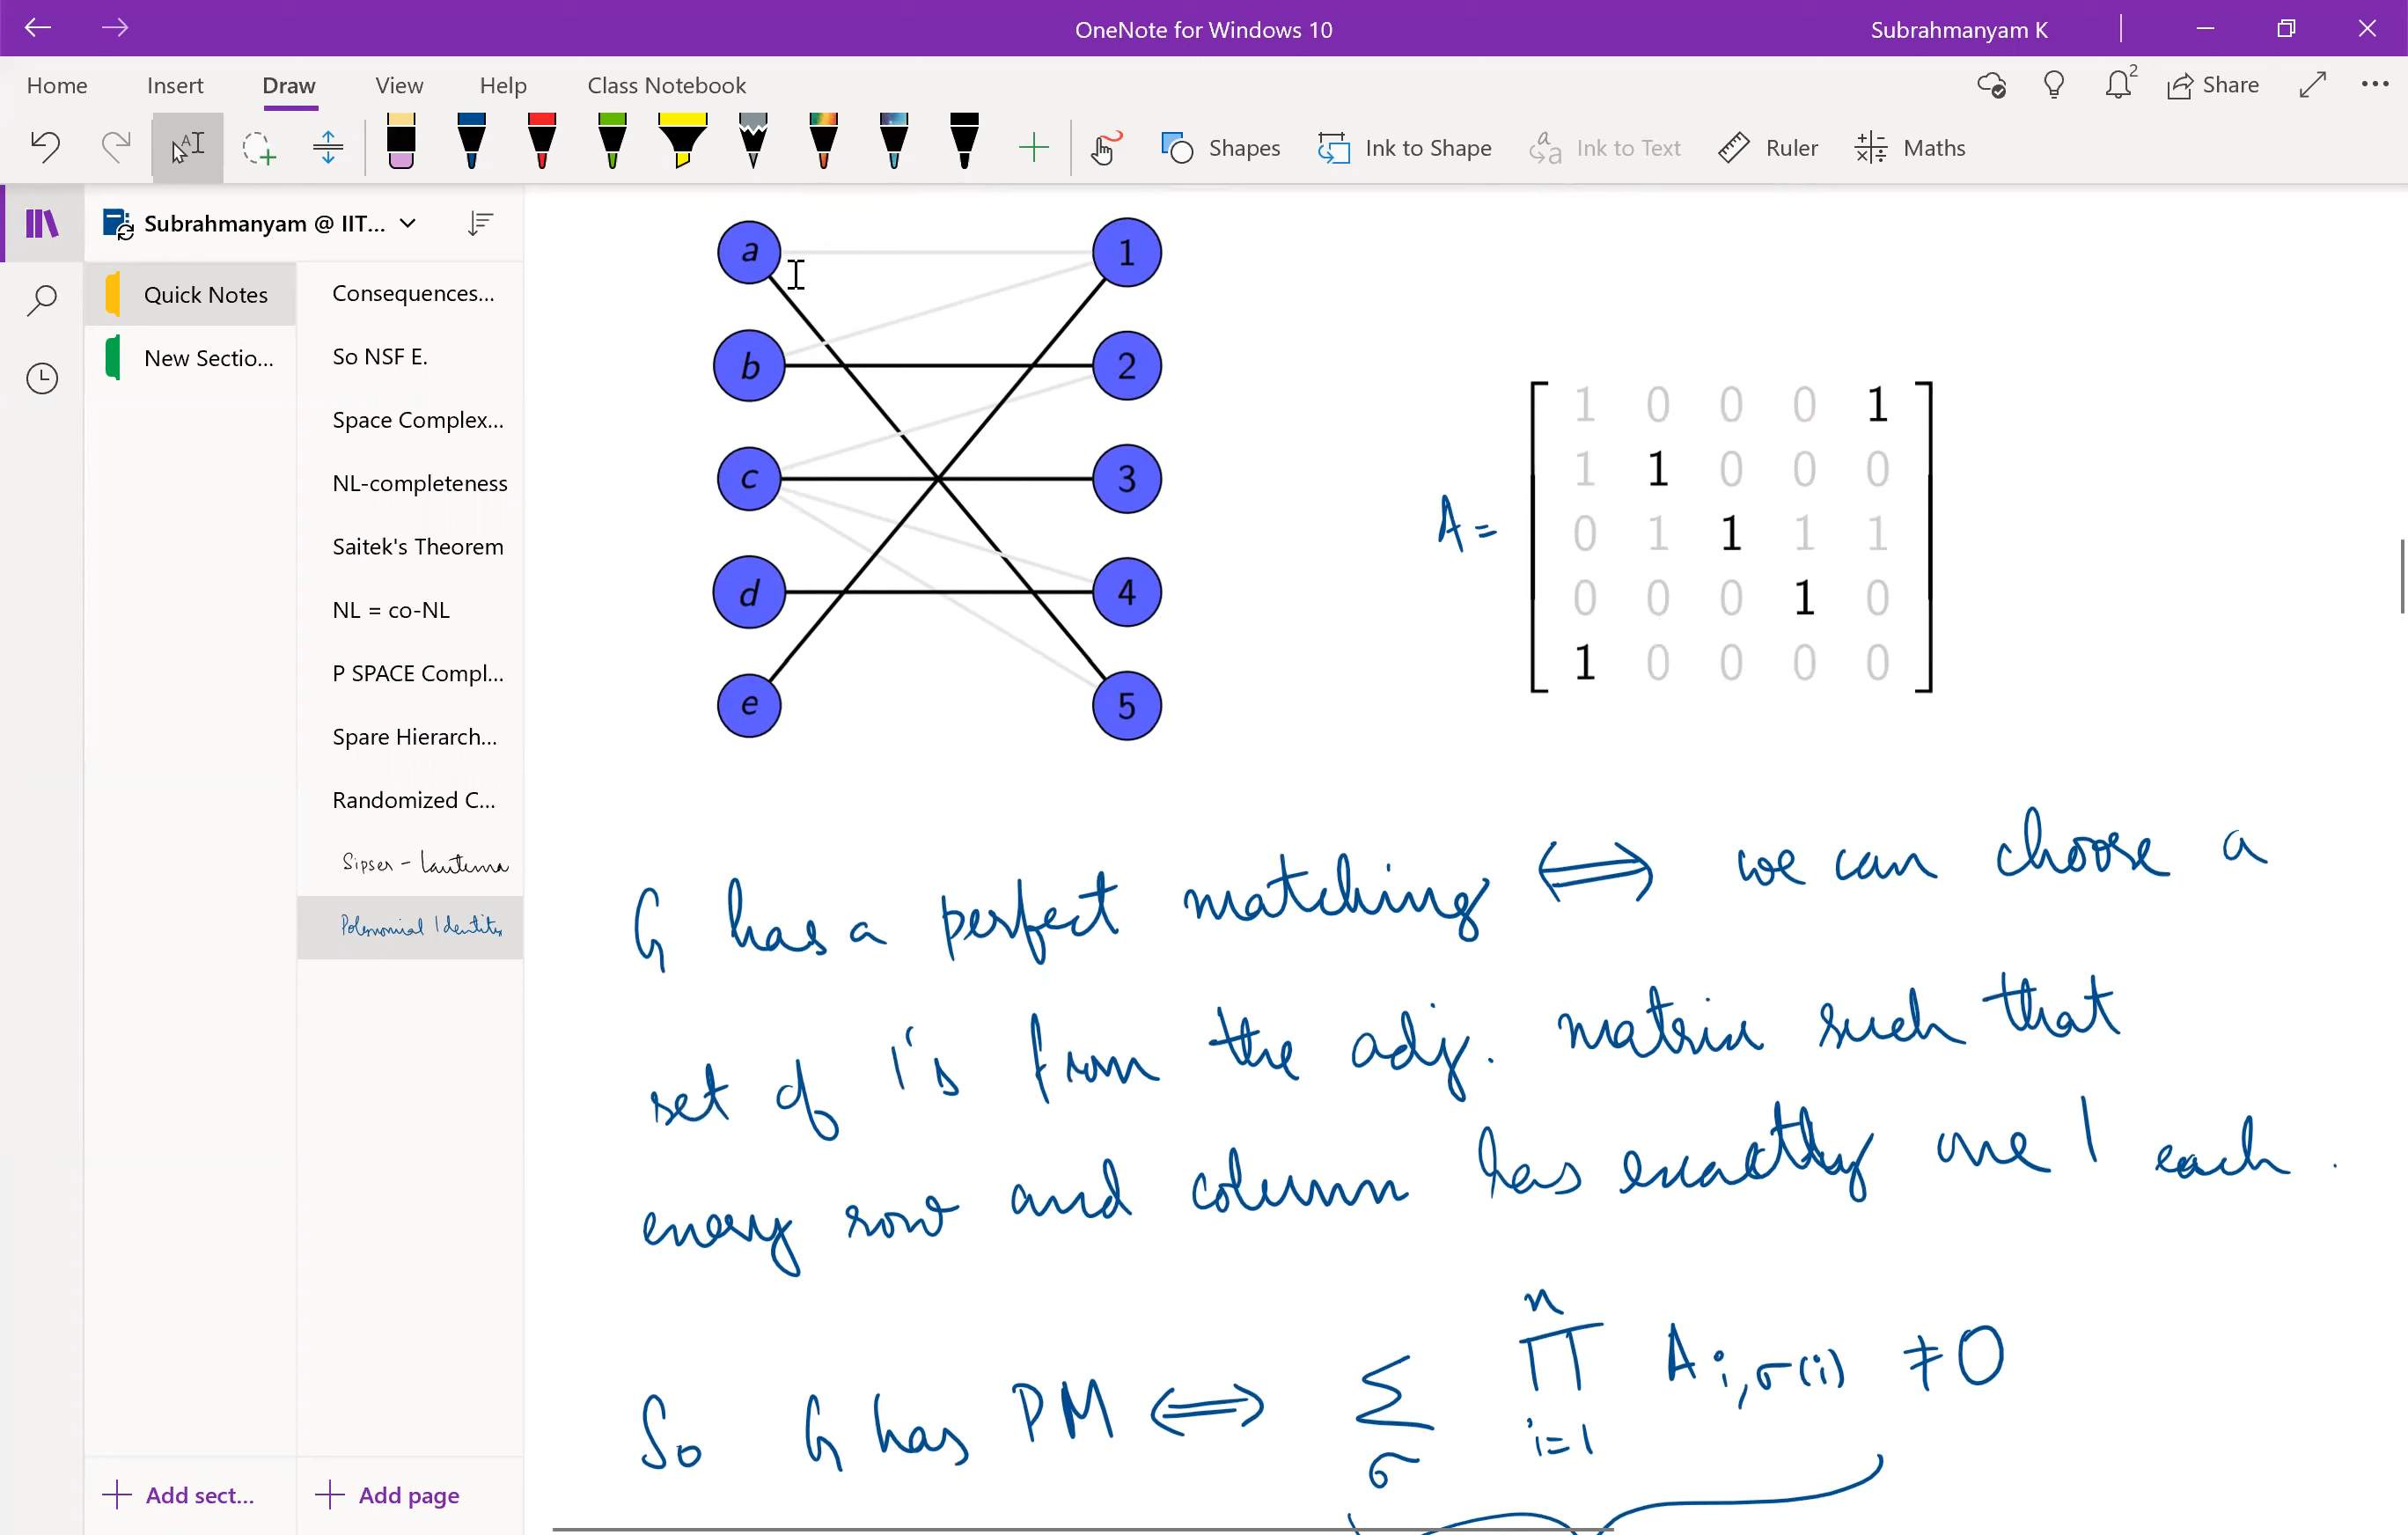 OneNote for Windows 10
Subrahmanyam K
Home Insert Draw View Help Class Notebook
2 Share
Shapes Ink to Shape Ink to Text Ruler Maths
Subrahmanyam @ IIT...
Quick Notes
New Sectio...
Consequences...
So NSF E.
Space Complex...
NL-completeness
Saitek's Theorem
NL = co-NL
P SPACE Compl...
Spare Hierarch...
Randomized C...
Sipser - Lautema
Polynomial Identity
Add sect...
Add page
a 1
b 2
c 3
d 4
e 5
A =
1 0 0 0 1
1 1 0 0 0
0 1 1 1 1
0 0 0 1 0
1 0 0 0 0
G has a perfect matching ⟺ we can choose a
set of 1's from the adj. matrix such that
every row and column has exactly one 1 each.
So G has PM ⟺ ∑_σ ∏_{i=1}^{n} A_{i,σ(i)} ≠ 0